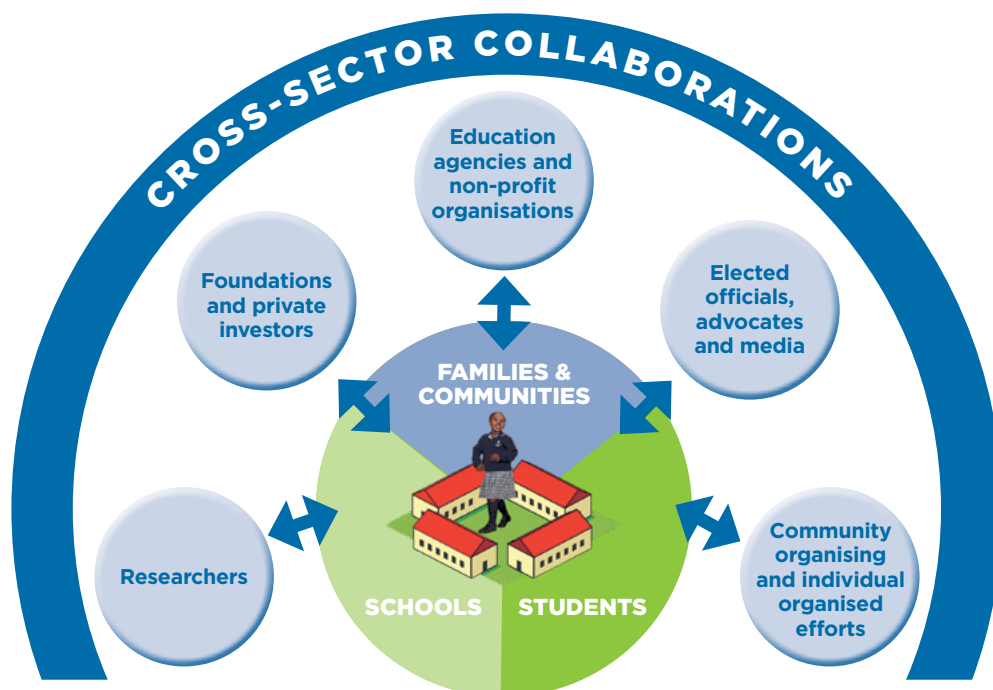 CROSS-SECTOR COLLABORATIONS
Education
agencies and
non-profit
organisations
Foundations
and private
investors
Elected
officials,
advocates
and media
FAMILIES &
COMMUNITIES
Researchers
SCHOOLS
STUDENTS
Community
organising
and individual
organised
efforts